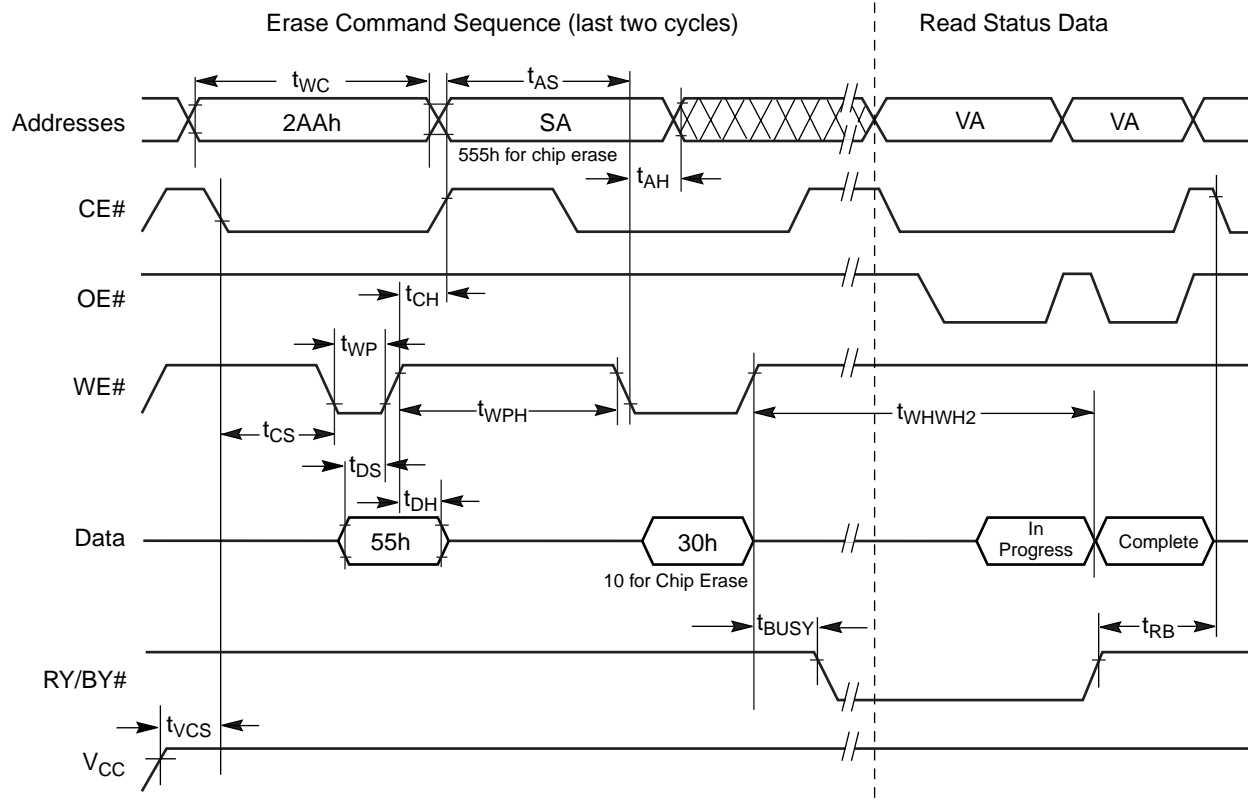 Erase Command Sequence (last two cycles)
Read Status Data
tWC
tAS
Addresses
2AAh
SA
VA
VA
555h for chip erase
tAH
CE#
OE#
tCH
tWP
WE#
tWPH
tWHWH2
tCS
tDS
tDH
Data
55h
30h
In
Progress
Complete
10 for Chip Erase
tBUSY
tRB
RY/BY#
tVCS
VCC